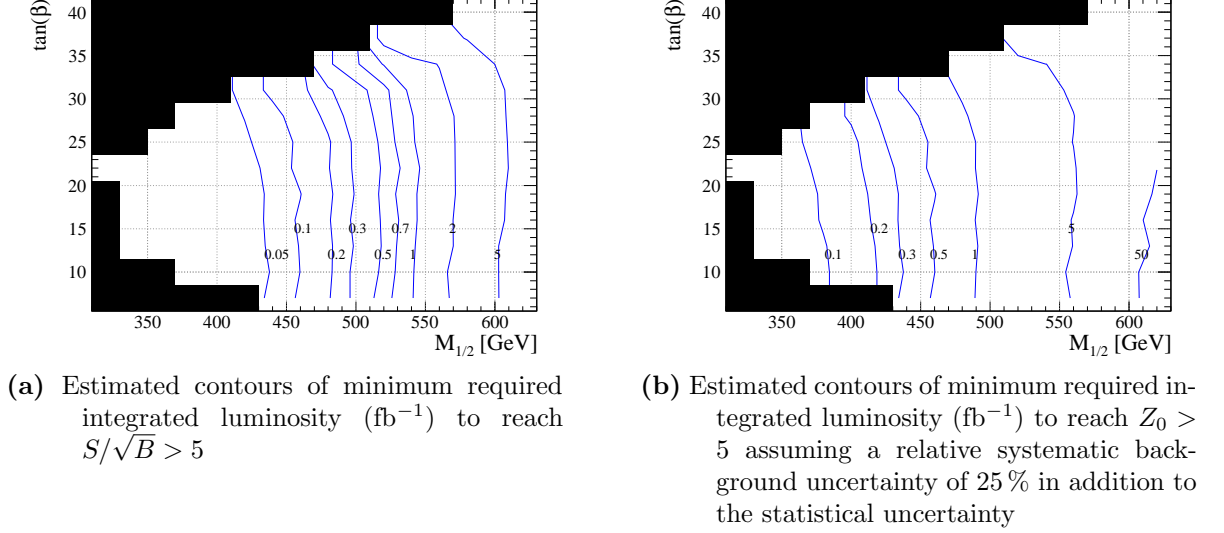 tan(β)
40
35
30
25
20
15
10
0.05
0.1
0.2
0.3
0.5
0.7
1
2
5
350 400 450 500 550 600
M1/2 [GeV]
(a) Estimated contours of minimum required
integrated luminosity (fb−1) to reach
S/√B > 5
tan(β)
40
35
30
25
20
15
10
0.1
0.2
0.3
0.5
1
5
50
350 400 450 500 550 600
M1/2 [GeV]
(b) Estimated contours of minimum required in-
tegrated luminosity (fb−1) to reach Z0 >
5 assuming a relative systematic back-
ground uncertainty of 25 % in addition to
the statistical uncertainty